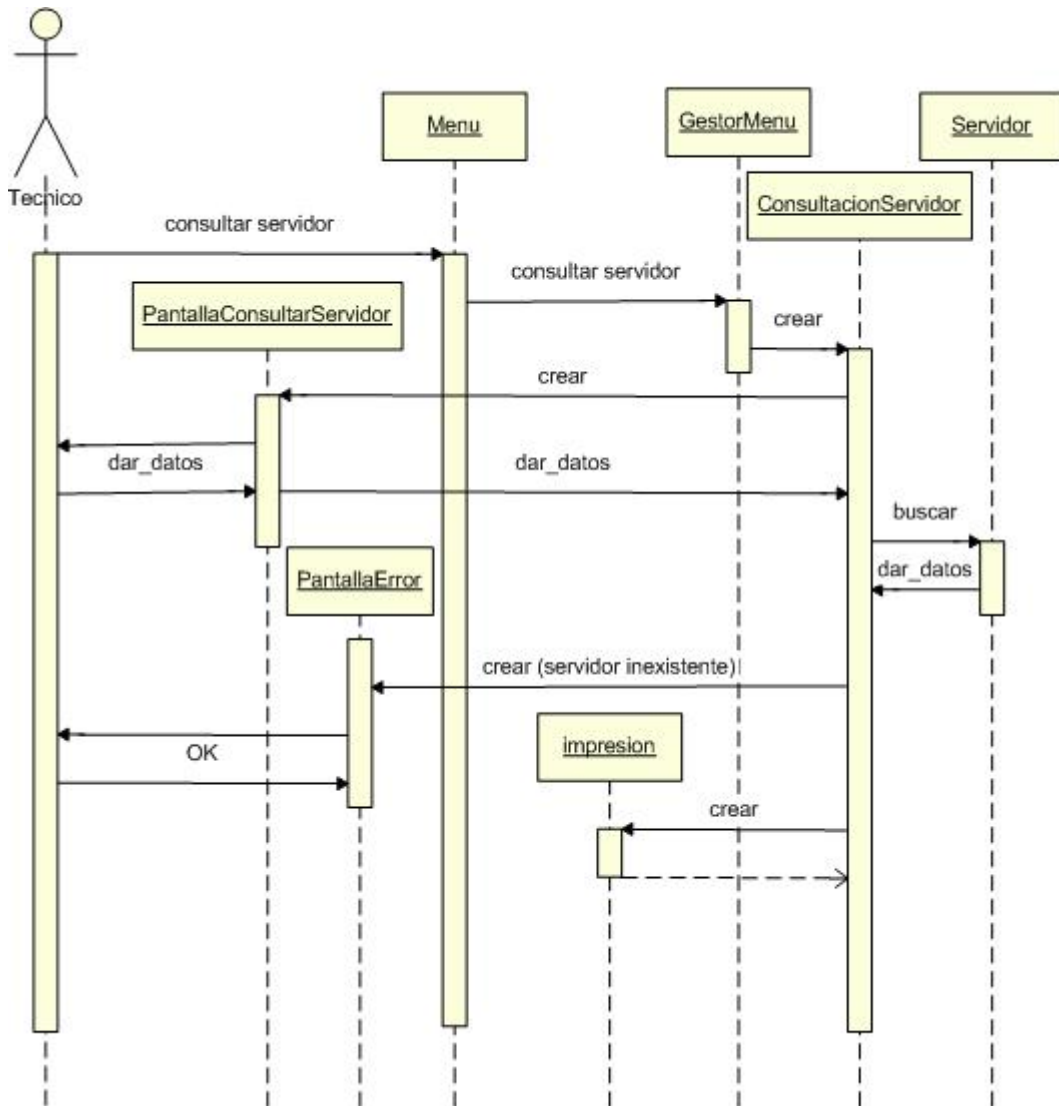 Menu
GestorMenu
Servidor
Tecnico
ConsultacionServidor
consultar servidor
consultar servidor
PantallaConsultarServidor
crear
crear
dar_datos
dar_datos
buscar
dar_datos
PantallaError
crear (servidor inexistente)
OK
impresion
crear